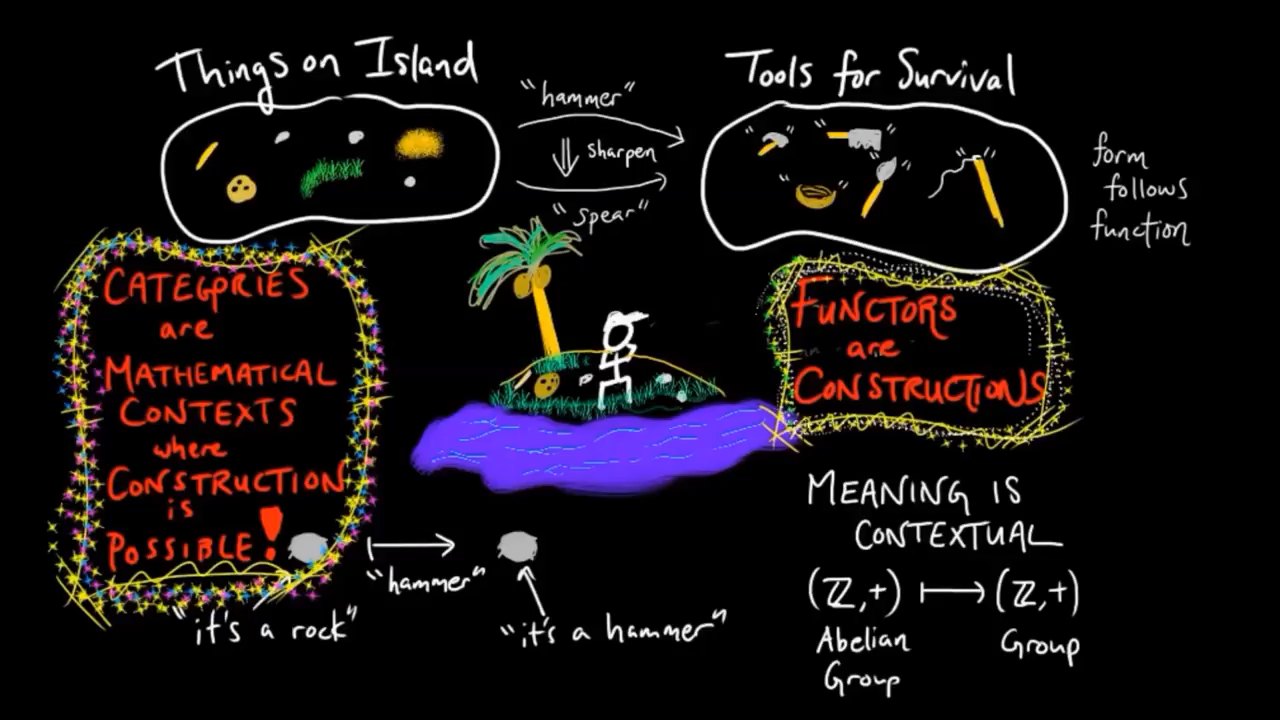 Things on Island
"hammer"
sharpen
"spear"
Tools for Survival
form
follows
function
CATEGORIES
are
MATHEMATICAL
CONTEXTS
where
CONSTRUCTION
is
POSSIBLE!
FUNCTORS
are
CONSTRUCTIONS
"hammer"
"it's a rock"
"it's a hammer"
MEANING IS
CONTEXTUAL
(ℤ,+) ⟼ (ℤ,+)
Abelian
Group
Group